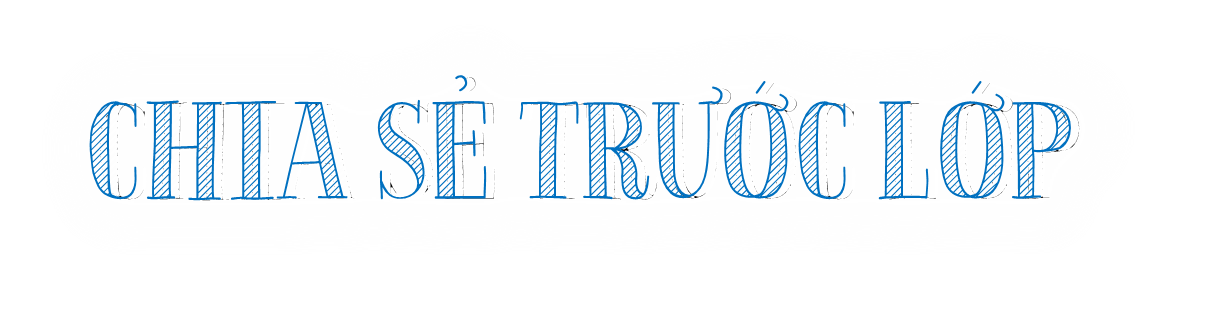 CHIA SẺ TRƯỚC LỚP